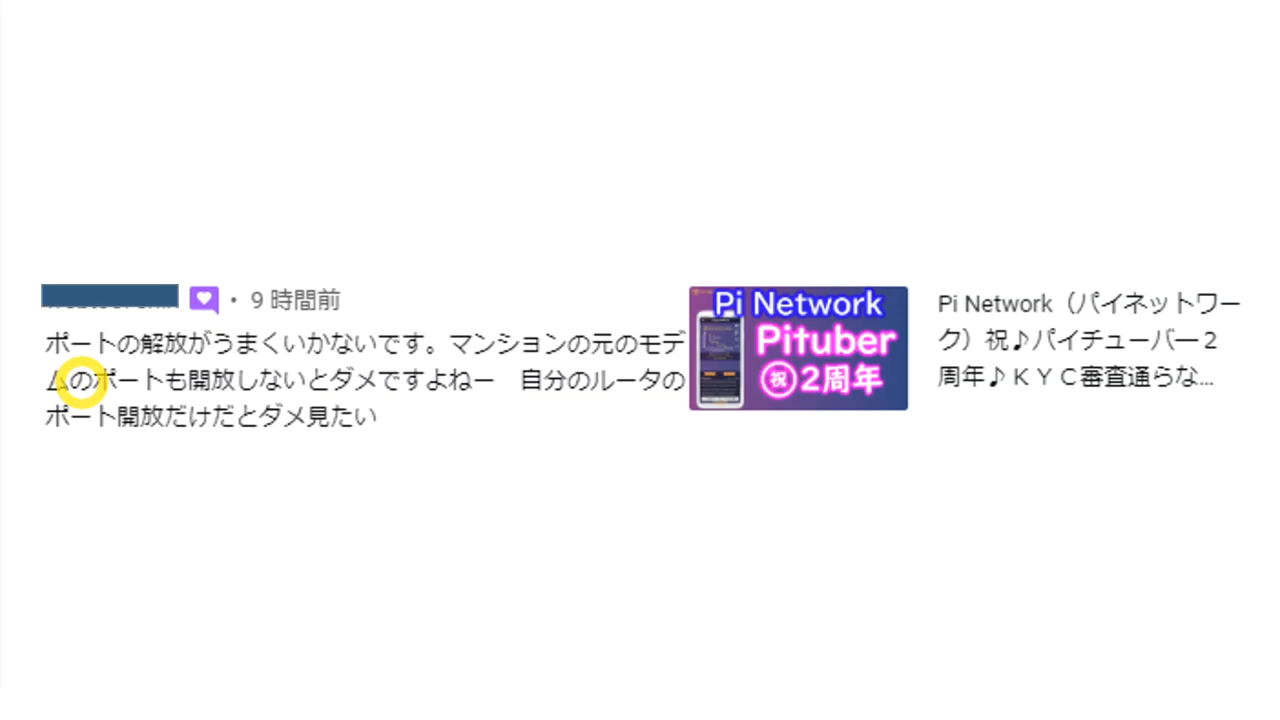 ・ 9 時間前
ポートの解放がうまくいかないです。マンションの元のモデ
ムのポートも開放しないとダメですよねー　自分のルータの
ポート開放だけだとダメ見たい
Pi Network
Pituber
㊗2周年
Pi Network（パイネットワー
ク）祝♪パイチューバー２
周年♪ＫＹＣ審査通らな...